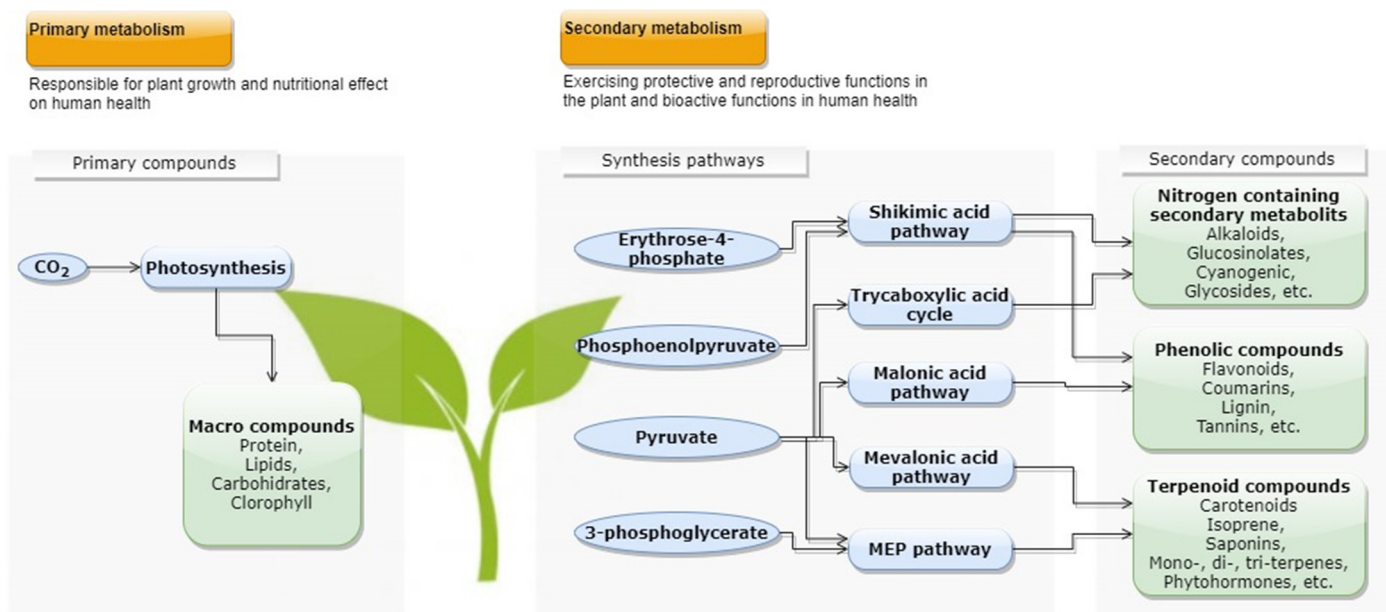 Primary metabolism
Responsible for plant growth and nutritional effect
on human health
Secondary metabolism
Exercising protective and reproductive functions in
the plant and bioactive functions in human health
Primary compounds
CO₂
Photosynthesis
Macro compounds
Protein,
Lipids,
Carbohidrates,
Clorophyll
Synthesis pathways
Erythrose-4-
phosphate
Phosphoenolpyruvate
Pyruvate
3-phosphoglycerate
Shikimic acid
pathway
Trycaboxylic acid
cycle
Malonic acid
pathway
Mevalonic acid
pathway
MEP pathway
Secondary compounds
Nitrogen containing
secondary metabolits
Alkaloids,
Glucosinolates,
Cyanogenic,
Glycosides, etc.
Phenolic compounds
Flavonoids,
Coumarins,
Lignin,
Tannins, etc.
Terpenoid compounds
Carotenoids
Isoprene,
Saponins,
Mono-, di-, tri-terpenes,
Phytohormones, etc.